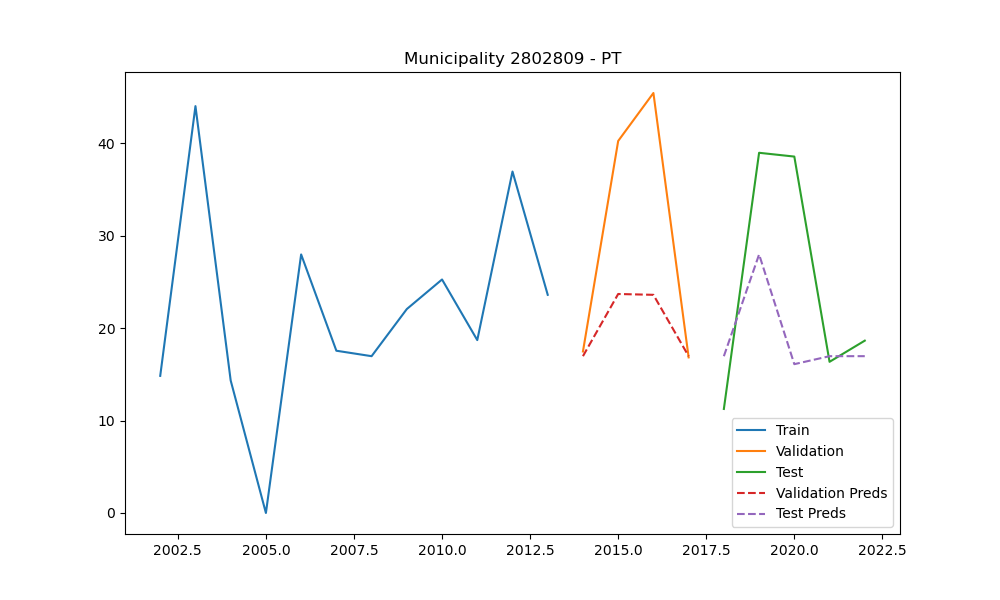 Municipality 2802809 - PT
40
30
20
10
0
2002.5 2005.0 2007.5 2010.0 2012.5 2015.0 2017.5 2020.0 2022.5
Train
Validation
Test
Validation Preds
Test Preds